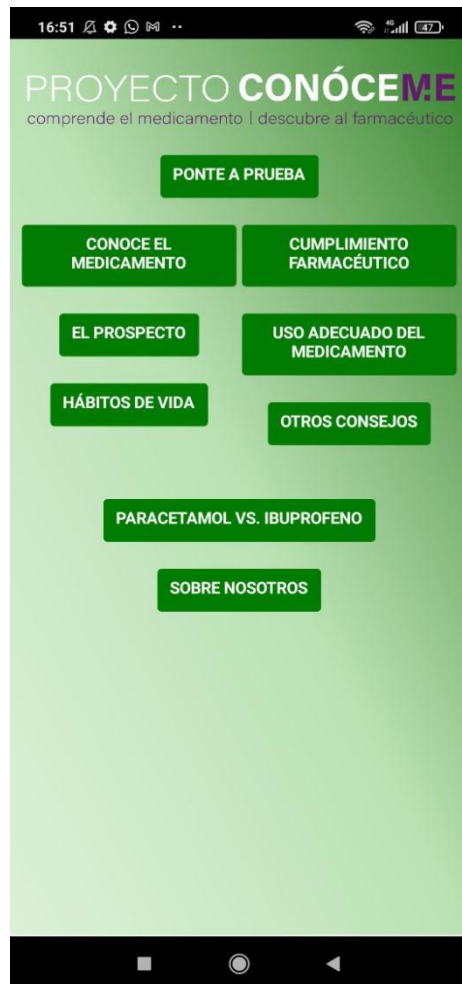 16:51
4G
47
PROYECTO CONÓCEME
comprende el medicamento | descubre al farmacéutico
PONTE A PRUEBA
CONOCE EL
MEDICAMENTO
CUMPLIMIENTO
FARMACÉUTICO
EL PROSPECTO
USO ADECUADO DEL
MEDICAMENTO
HÁBITOS DE VIDA
OTROS CONSEJOS
PARACETAMOL VS. IBUPROFENO
SOBRE NOSOTROS